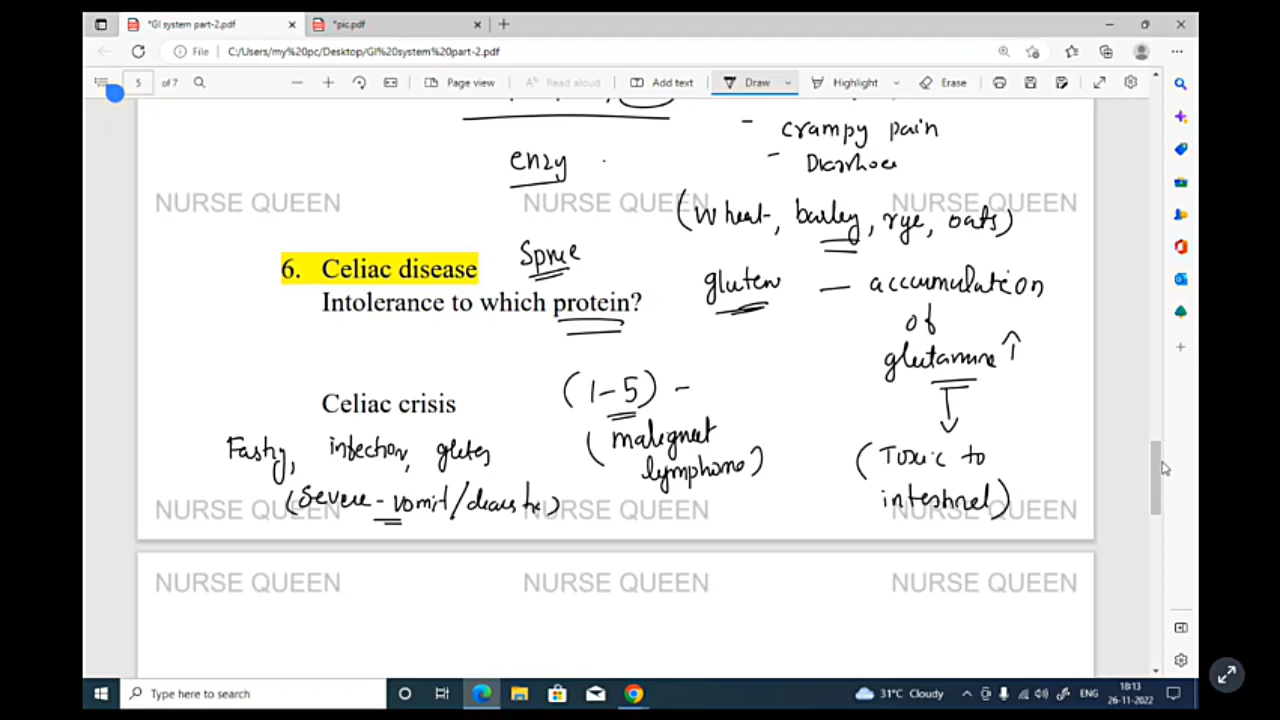 *GI system part-2.pdf
*pic.pdf
File C:/Users/my%20pc/Desktop/GI%20system%20part-2.pdf
5 of 7 Page view Read aloud Add text Draw Highlight Erase
crampy pain
enzy
Diarrhoea
NURSE QUEEN NURSE QUEEN NURSE QUEEN
(Wheat, barley, rye, oats)
Sprue
6. Celiac disease
gluten — accumulation
Intolerance to which protein?
of
glutamine ↑
(1-5) -
Celiac crisis
(malignant
Fasting, infection, gluten
(Toxic to
lymphoma)
(Severe - vomit/diarrhea)
intestinal)
NURSE QUEEN NURSE QUEEN NURSE QUEEN
NURSE QUEEN NURSE QUEEN NURSE QUEEN
Type here to search
31°C Cloudy ENG 18:13
26-11-2022